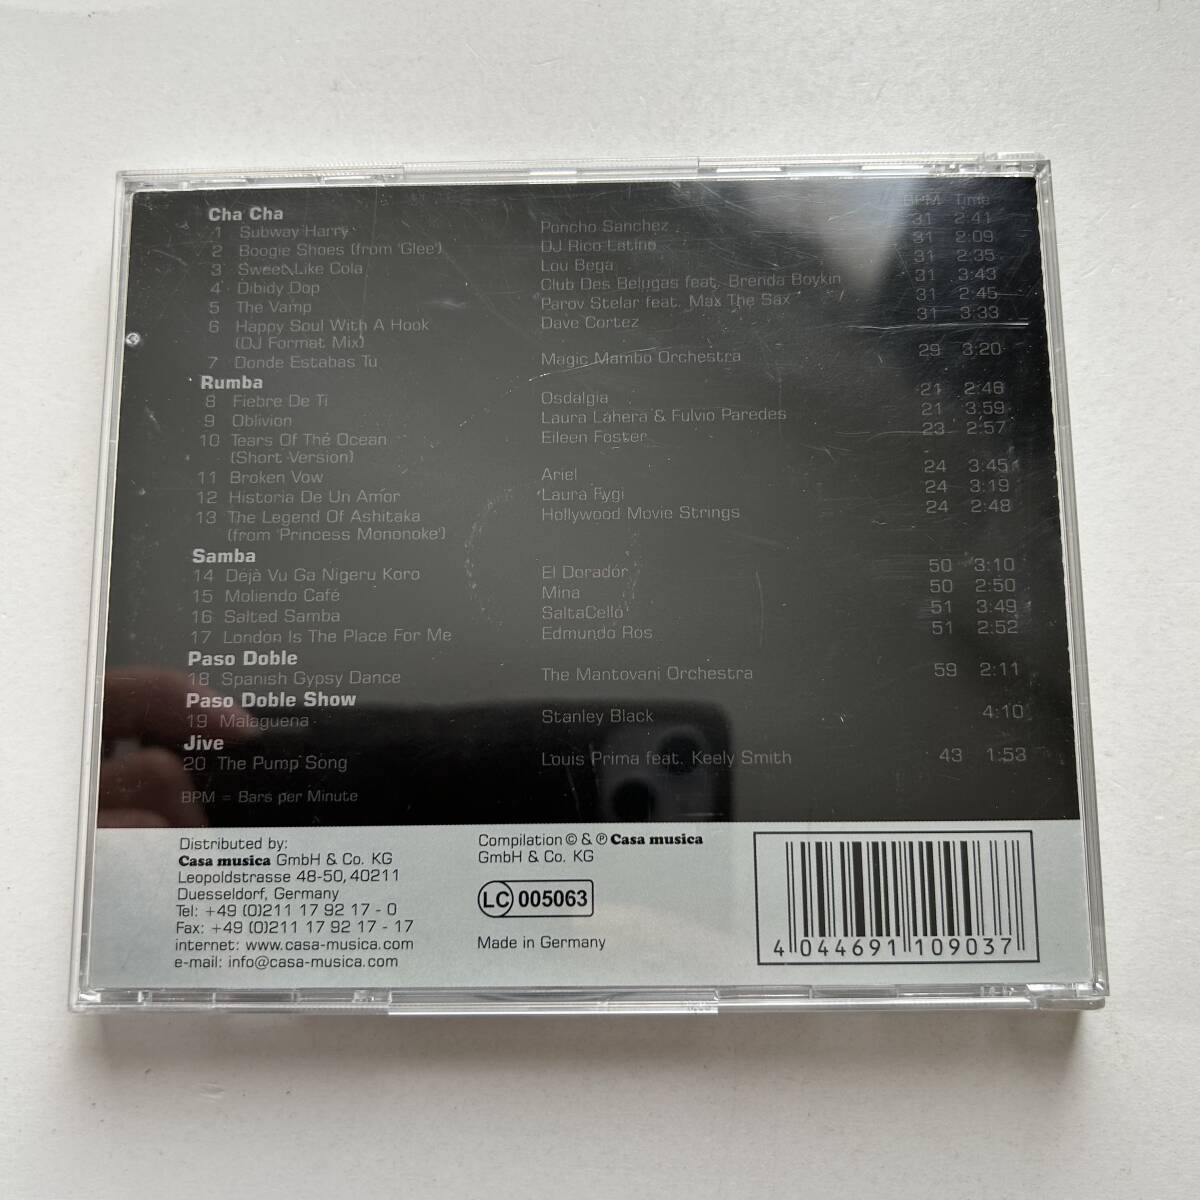 BPM Time
Cha Cha
1 Subway Harry Poncho Sanchez 31 2:41
2 Boogie Shoes (from 'Glee') DJ Rico Latino 31 2:09
3 Sweet Like Cola Lou Bega 31 2:35
4 Dibidy Dop Club Des Belugas feat. Brenda Boykin 31 3:43
5 The Vamp Parov Stelar feat. Max The Sax 31 2:45
6 Happy Soul With A Hook Dave Cortez 31 3:33
(DJ Format Mix)
7 Donde Estabas Tu Magic Mambo Orchestra 29 3:20
Rumba
8 Fiebre De Ti Osdalgia 21 2:46
9 Oblivion Laura Lahera & Fulvio Paredes 21 3:59
10 Tears Of The Ocean Eileen Foster 23 2:57
(Short Version)
11 Broken Vow Ariel 24 3:45
12 Historia De Un Amor Laura Fygi 24 3:19
13 The Legend Of Ashitaka Hollywood Movie Strings 24 2:48
(from 'Princess Mononoke')
Samba
14 Déjà Vu Ga Nigeru Koro El Dorador 50 3:10
15 Moliendo Café Mina 50 2:50
16 Salted Samba SaltaCello 51 3:49
17 London Is The Place For Me Edmundo Ros 51 2:52
Paso Doble
18 Spanish Gypsy Dance The Mantovani Orchestra 59 2:11
Paso Doble Show
19 Malaguena Stanley Black 4:10
Jive
20 The Pump Song Louis Prima feat. Keely Smith 43 1:53
BPM = Bars per Minute
Distributed by:
Casa musica GmbH & Co. KG
Leopoldstrasse 48-50, 40211
Duesseldorf, Germany
Tel: +49 (0)211 17 92 17 - 0
Fax: +49 (0)211 17 92 17 - 17
internet: www.casa-musica.com
e-mail: info@casa-musica.com
Compilation © & ℗ Casa musica
GmbH & Co. KG
LC 005063
Made in Germany
4 044691 109037